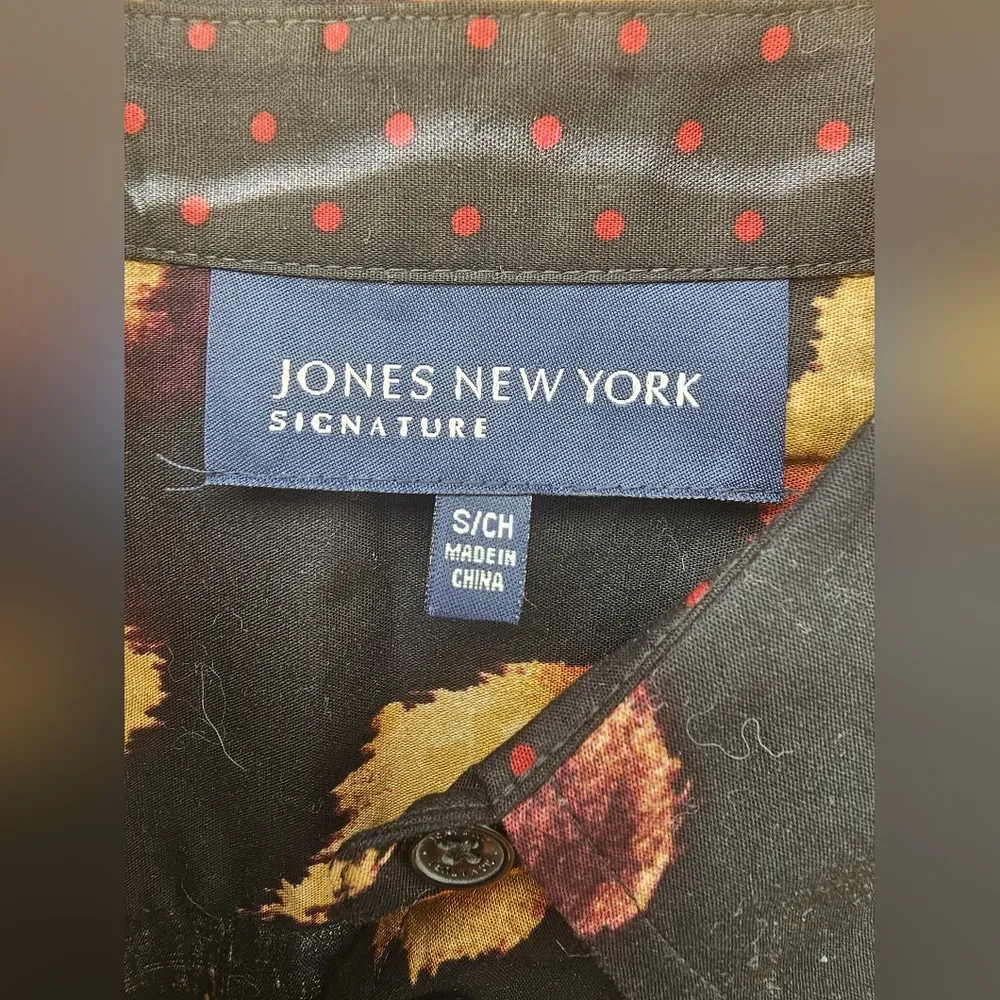 JONES NEW YORK
SIGNATURE
S/CH
MADE IN
CHINA